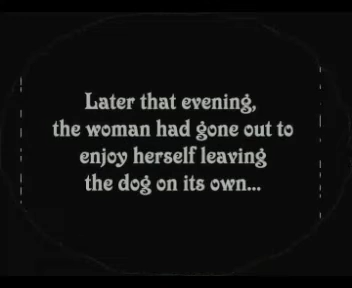 Later that evening,
the woman had gone out to
enjoy herself leaving
the dog on its own...